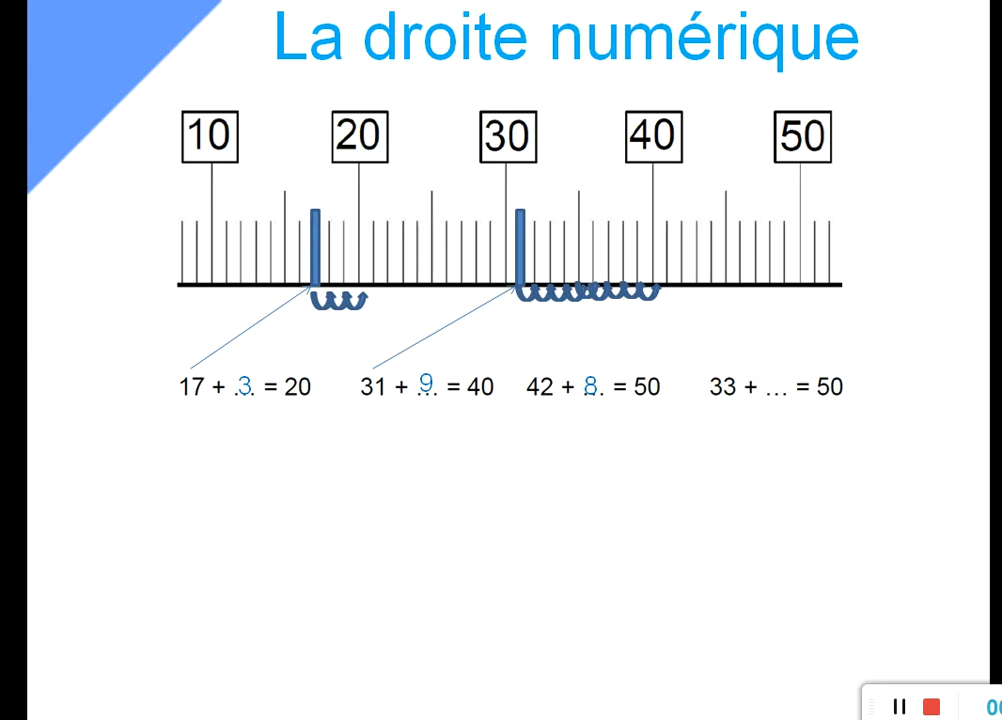 La droite numérique
10 20 30 40 50
17 + .3. = 20 31 + .9. = 40 42 + .8. = 50 33 + ... = 50